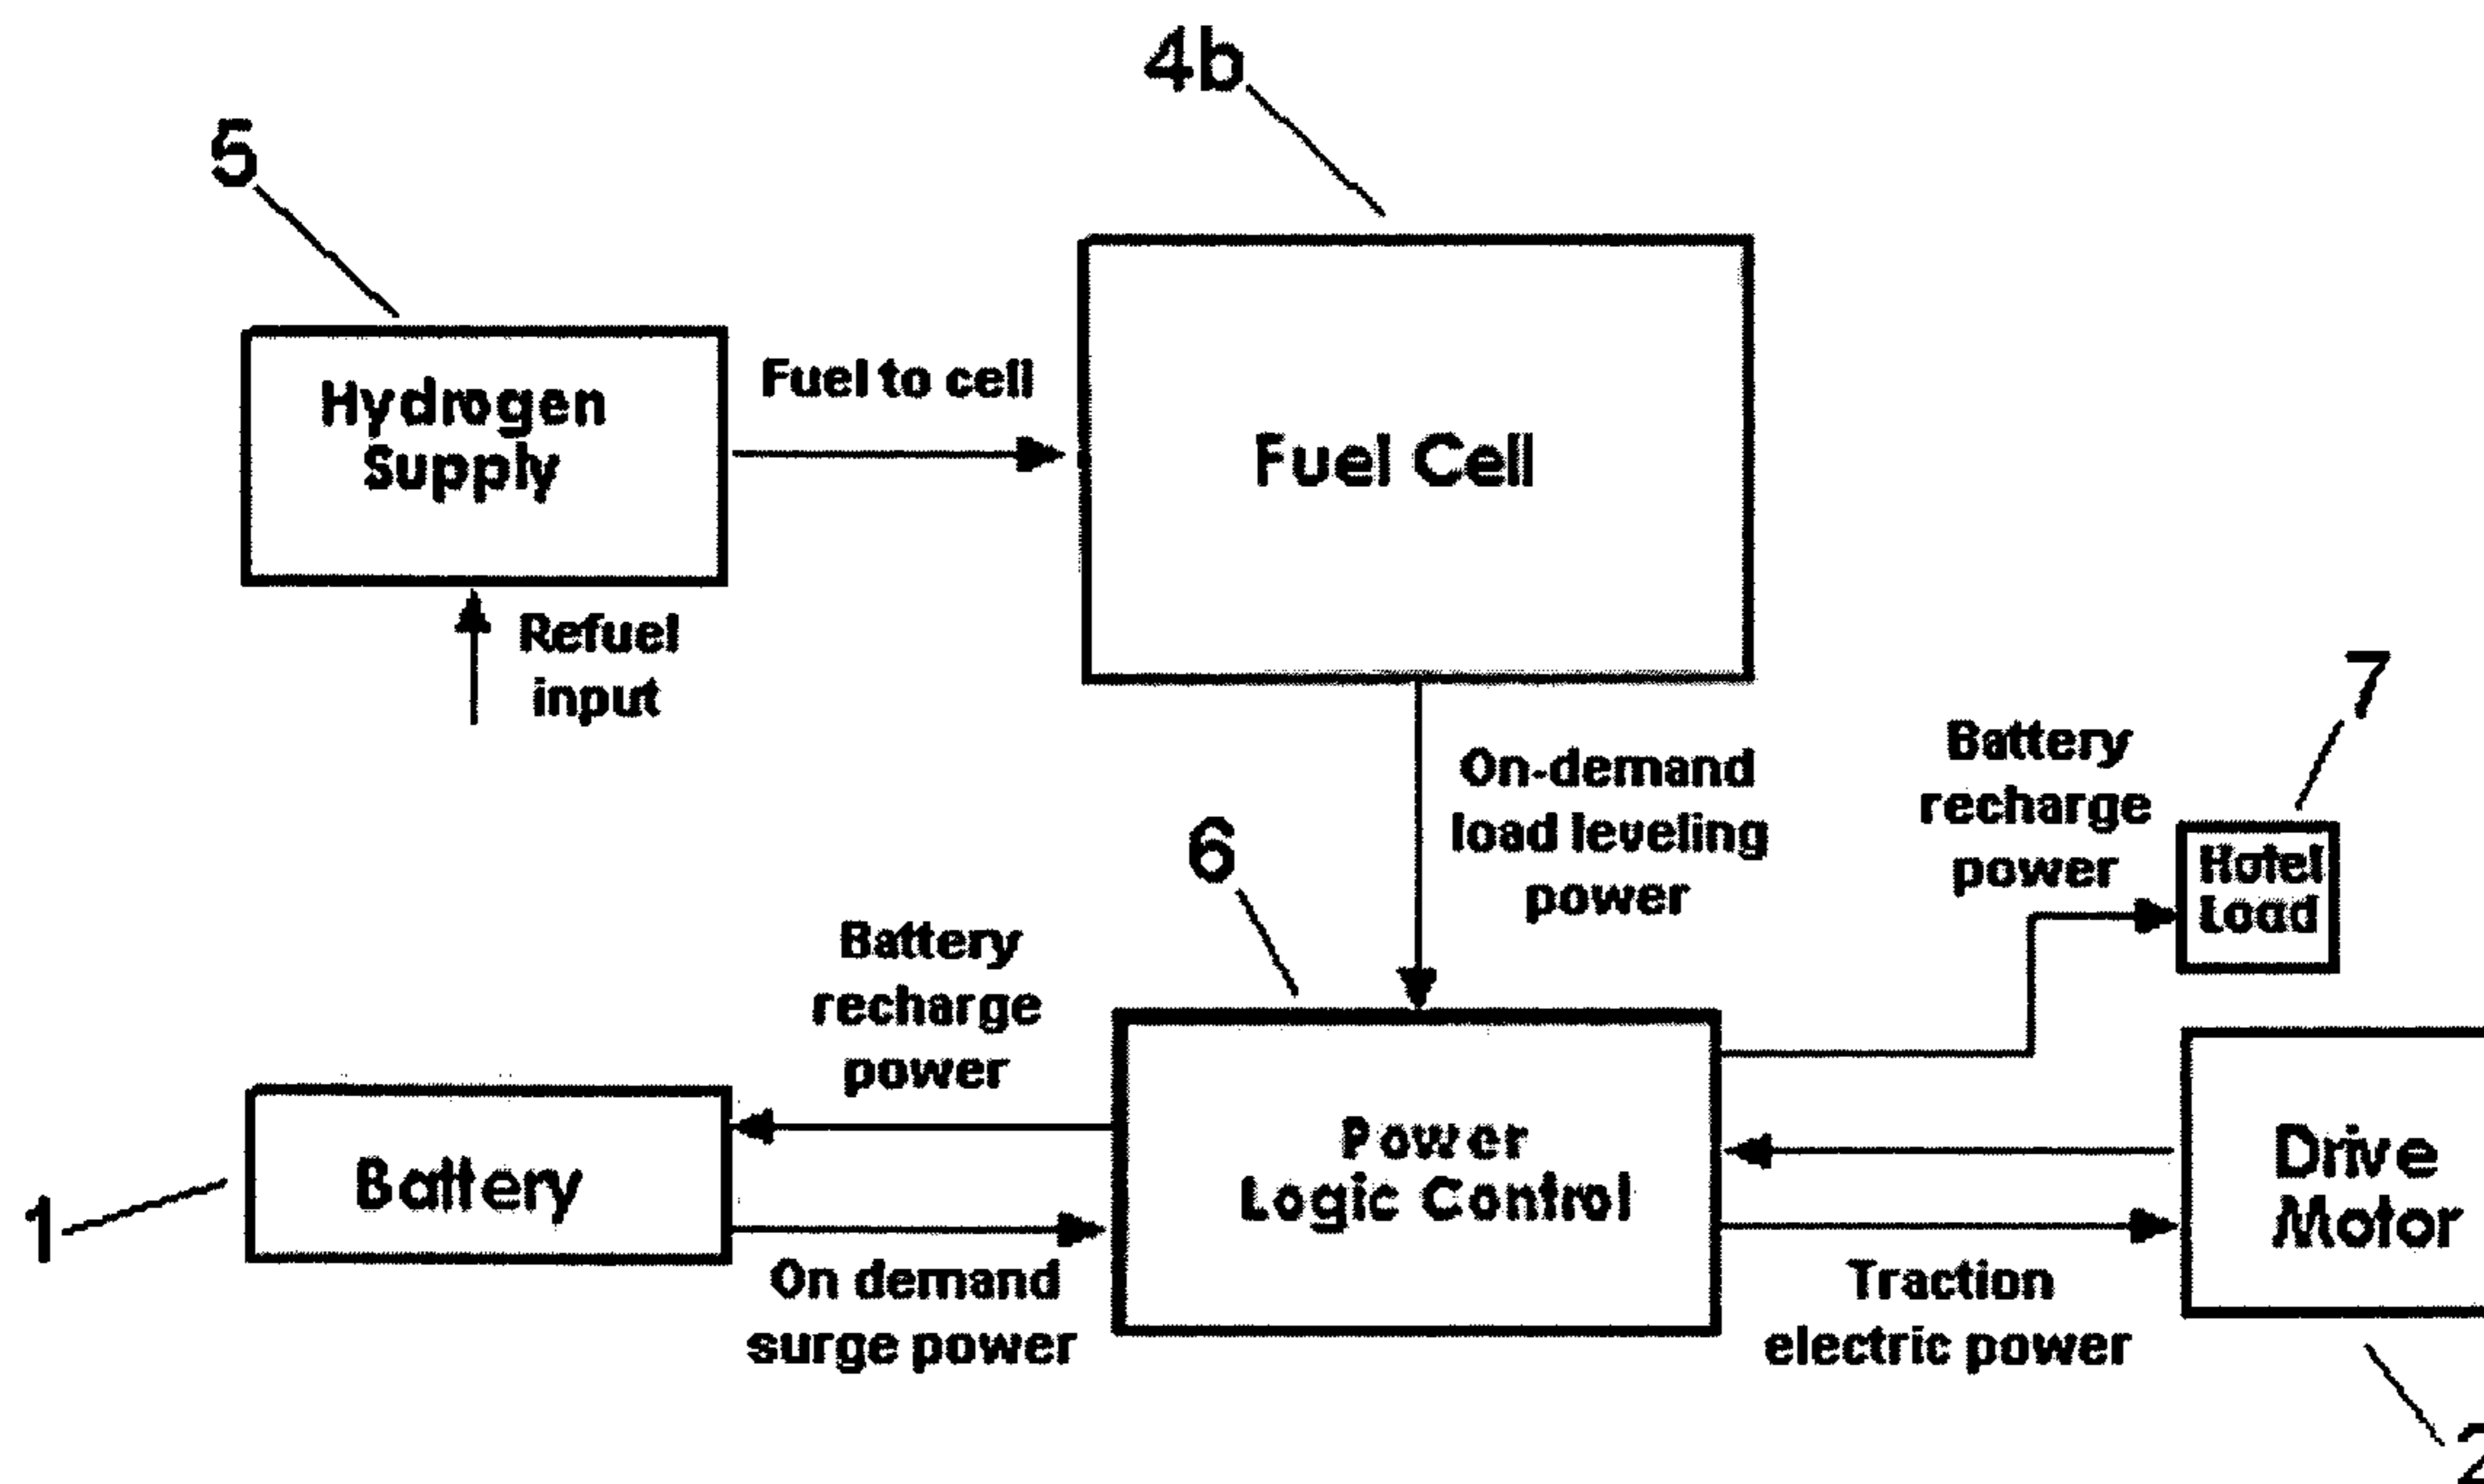 4b
5
Hydrogen
Supply
Fuel to cell
Fuel Cell
Refuel
input
7
On-demand
load leveling
power
Battery
recharge
power
Hotel
Load
6
Battery
recharge
power
Power
Logic Control
Drive
Motor
1
Battery
On demand
surge power
Traction
electric power
2